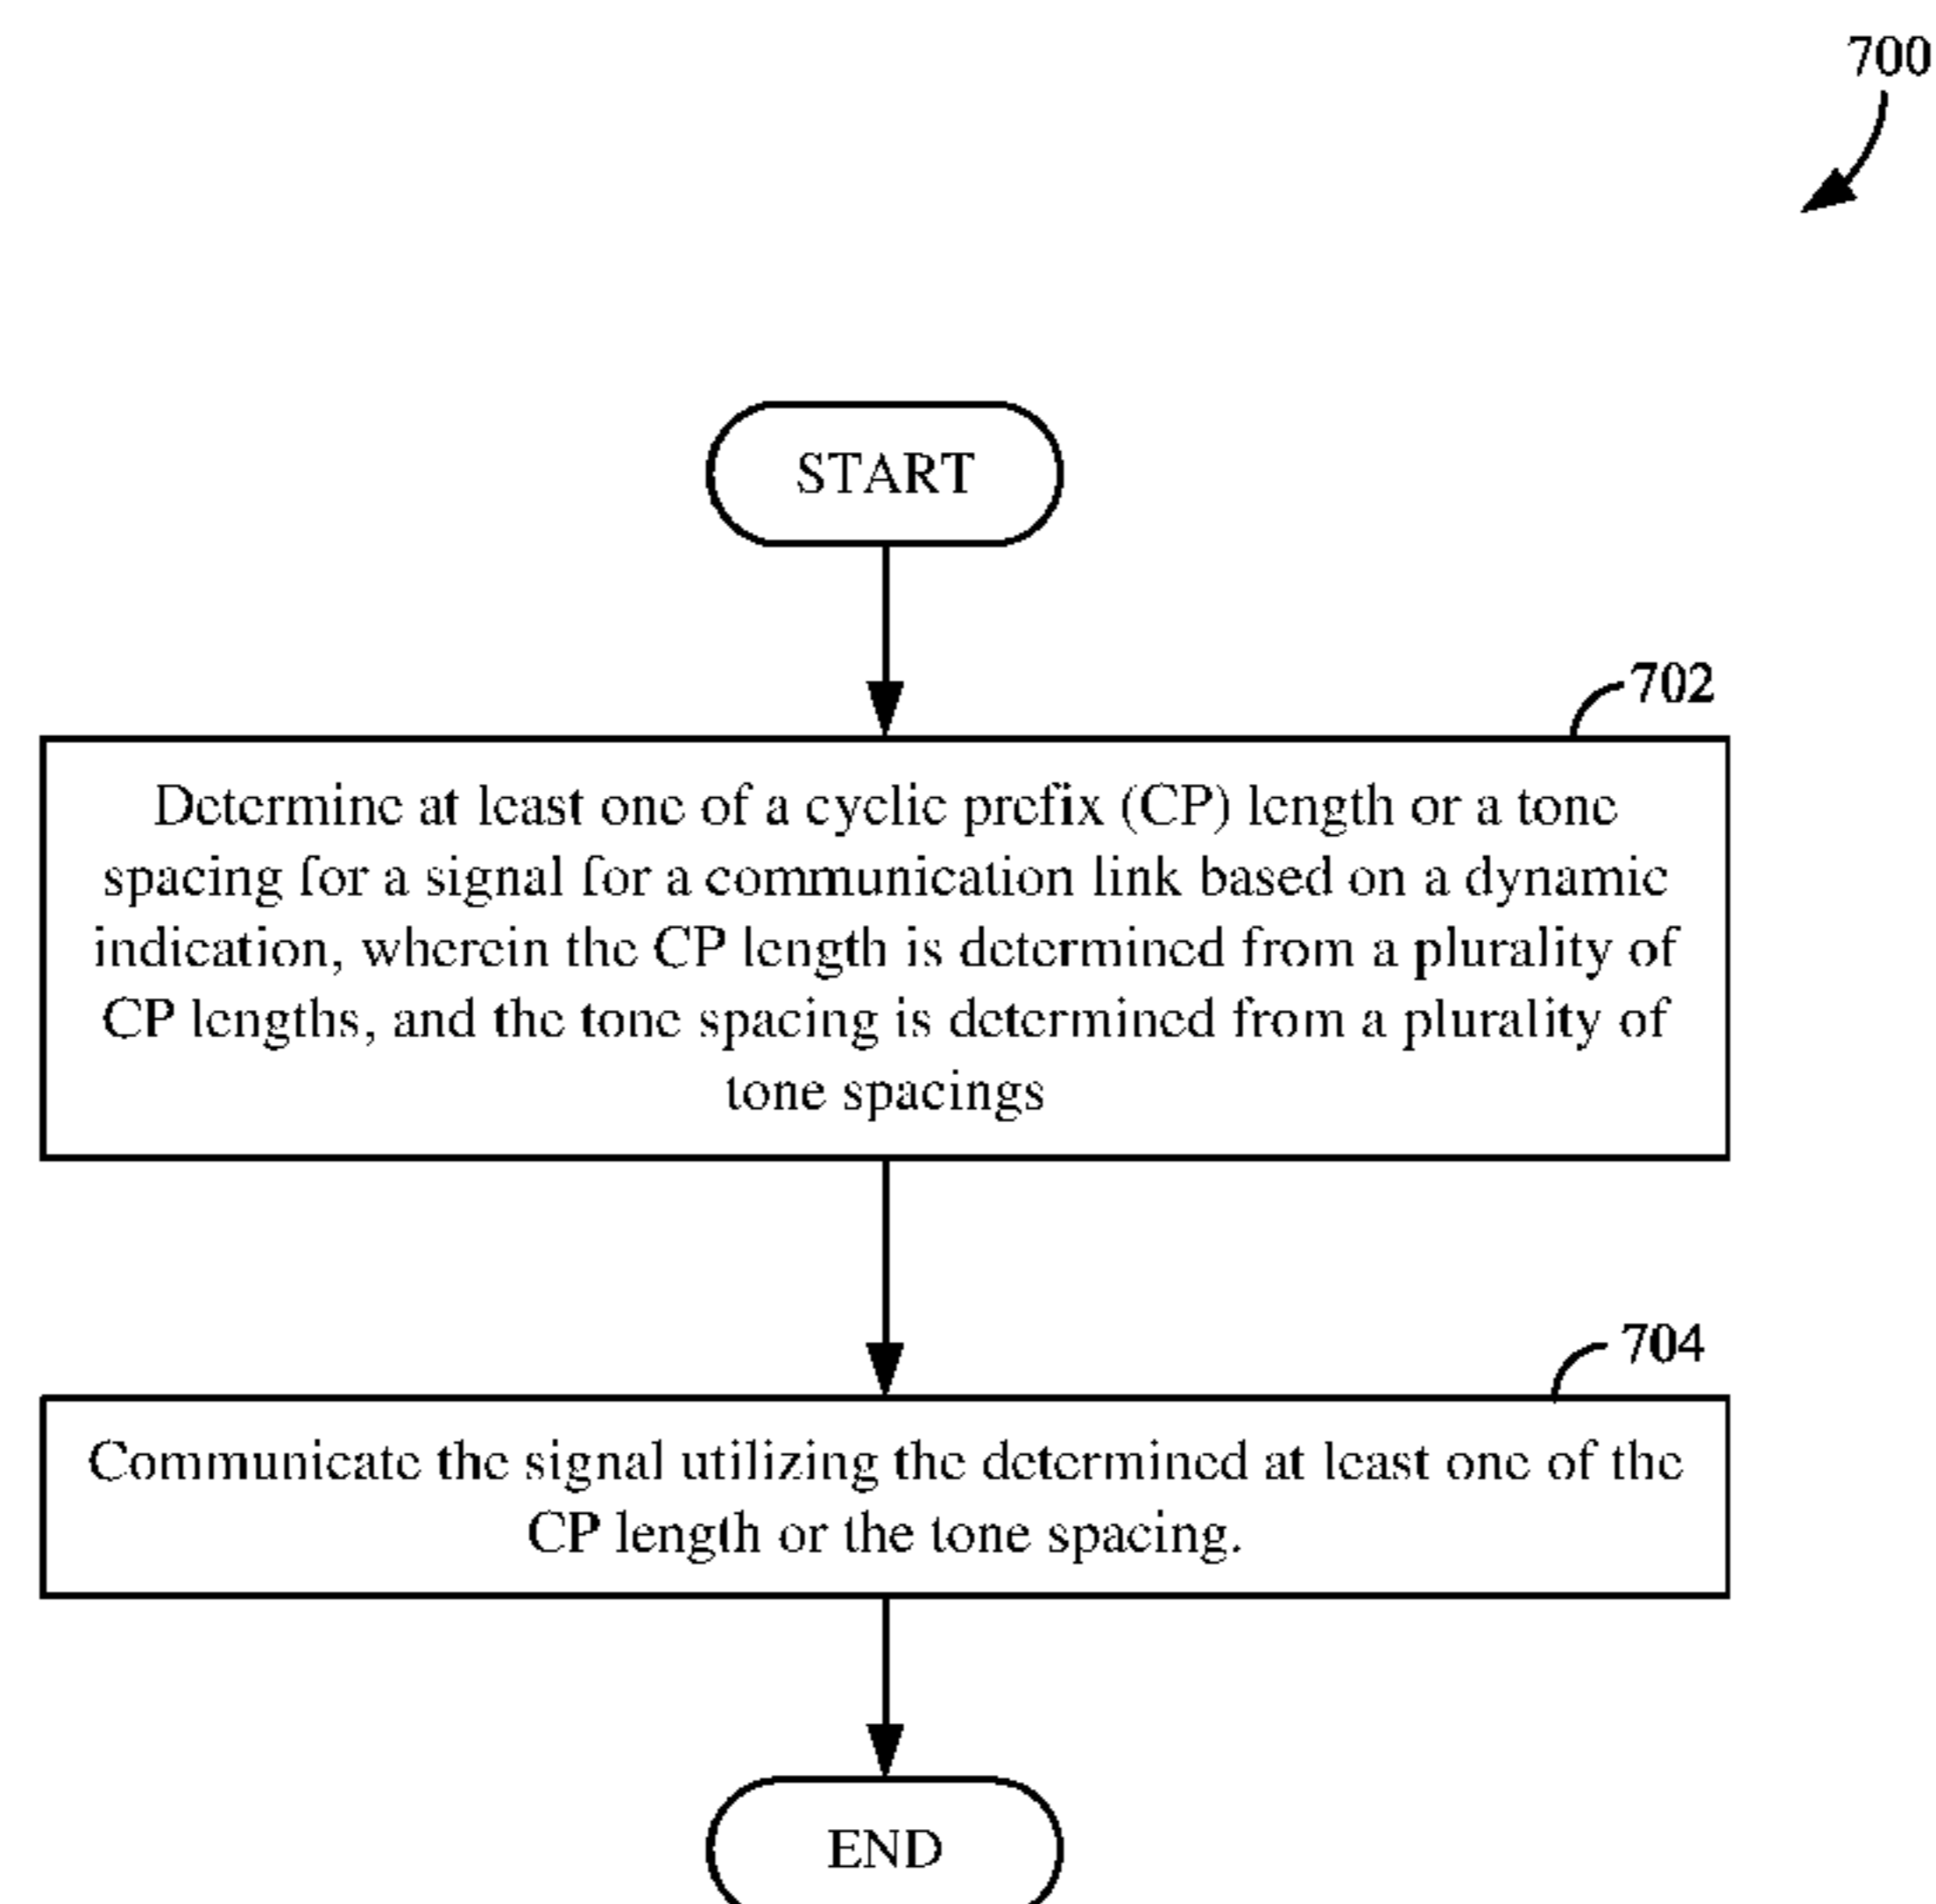 700
START
702
Determine at least one of a cyclic prefix (CP) length or a tone
spacing for a signal for a communication link based on a dynamic
indication, wherein the CP length is determined from a plurality of
CP lengths, and the tone spacing is determined from a plurality of
tone spacings
704
Communicate the signal utilizing the determined at least one of the
CP length or the tone spacing.
END